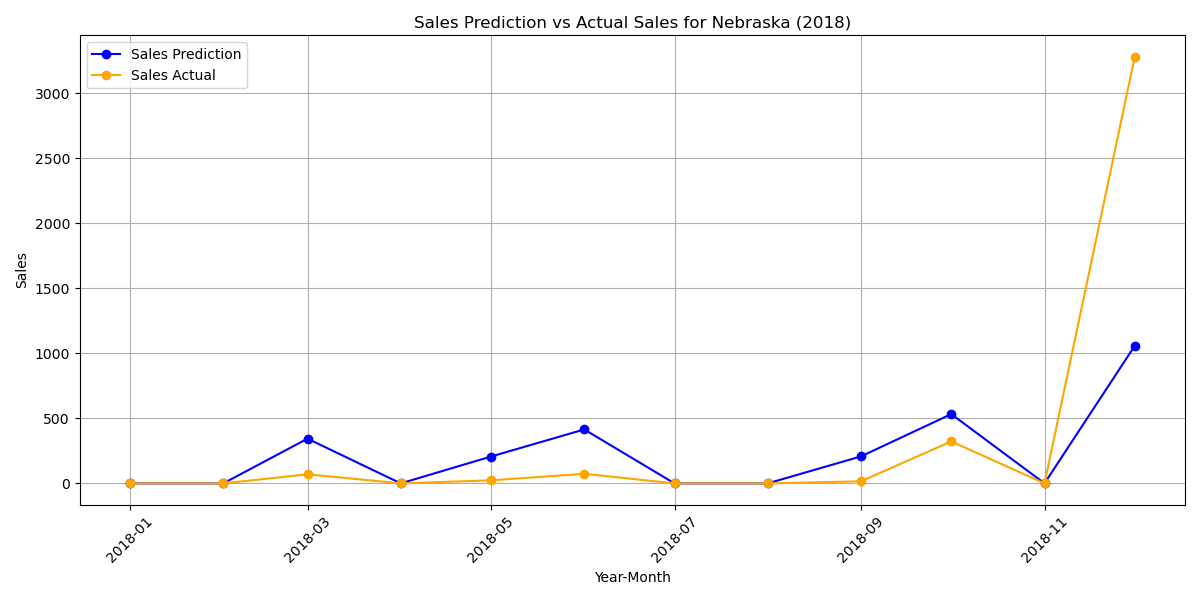 Sales Prediction vs Actual Sales for Nebraska (2018)
Sales Prediction
Sales Actual
3000
2500
2000
1500
1000
500
0
Sales
2018-01
2018-03
2018-05
2018-07
2018-09
2018-11
Year-Month